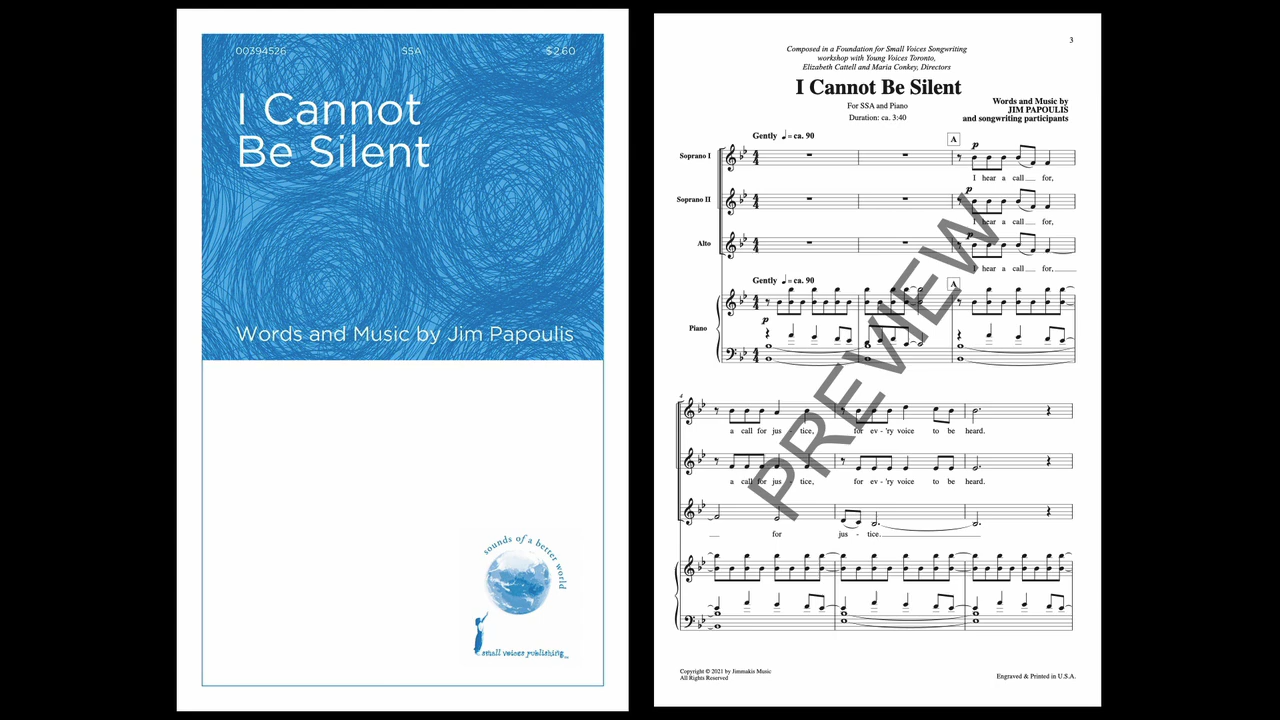 00394526 SSA $2.60
I Cannot
Be Silent
Words and Music by Jim Papoulis
sounds of a better world
small voices publishing™
3
Composed in a Foundation for Small Voices Songwriting
workshop with Young Voices Toronto,
Elizabeth Cattell and Maria Conkey, Directors
I Cannot Be Silent
For SSA and Piano
Duration: ca. 3:40
Words and Music by
JIM PAPOULIS
and songwriting participants
Gently ♩= ca. 90
A
Soprano I
p
I hear a call for,
Soprano II
p
I hear a call for,
Alto
p
I hear a call for,
Gently ♩= ca. 90
A
Piano
p
PREVIEW
4
a call for jus - tice, for ev - 'ry voice to be heard.
a call for jus - tice, for ev - 'ry voice to be heard.
for jus - tice.
Copyright © 2021 by Jimmakis Music
All Rights Reserved
Engraved & Printed in U.S.A.